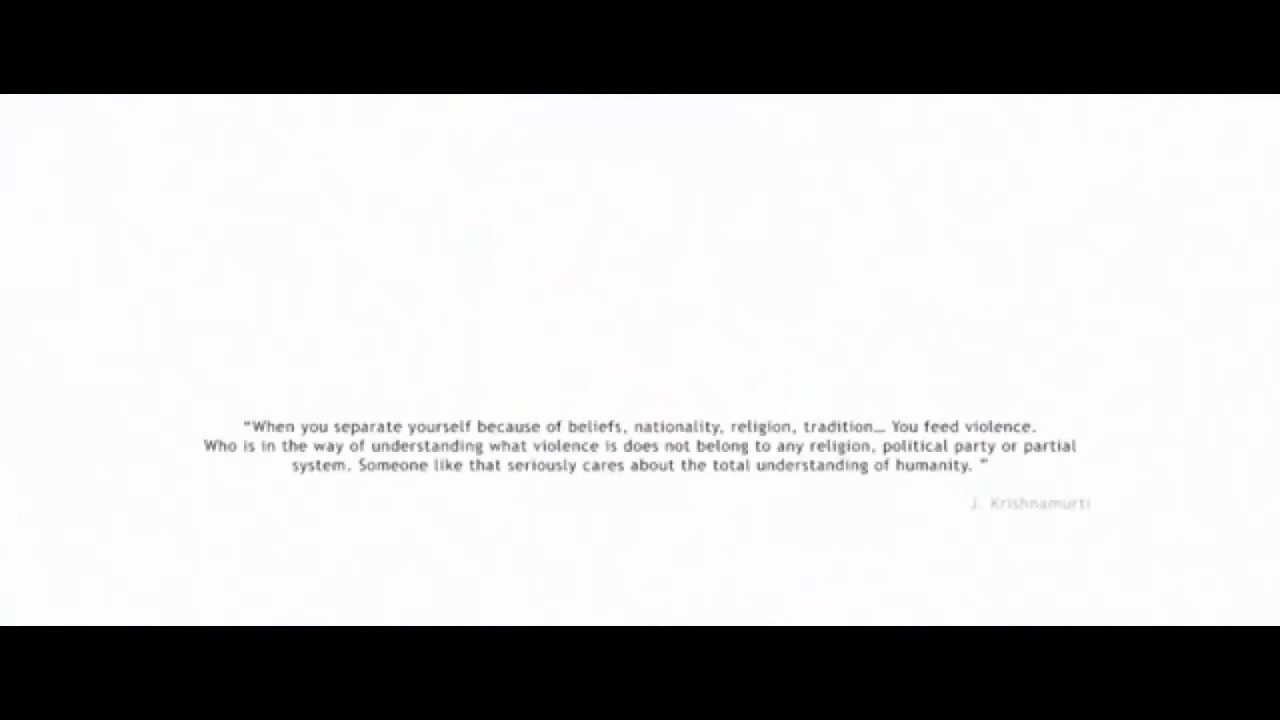 "When you separate yourself because of beliefs, nationality, religion, tradition... You feed violence.
Who is in the way of understanding what violence is does not belong to any religion, political party or partial
system. Someone like that seriously cares about the total understanding of humanity. "
J. Krishnamurti